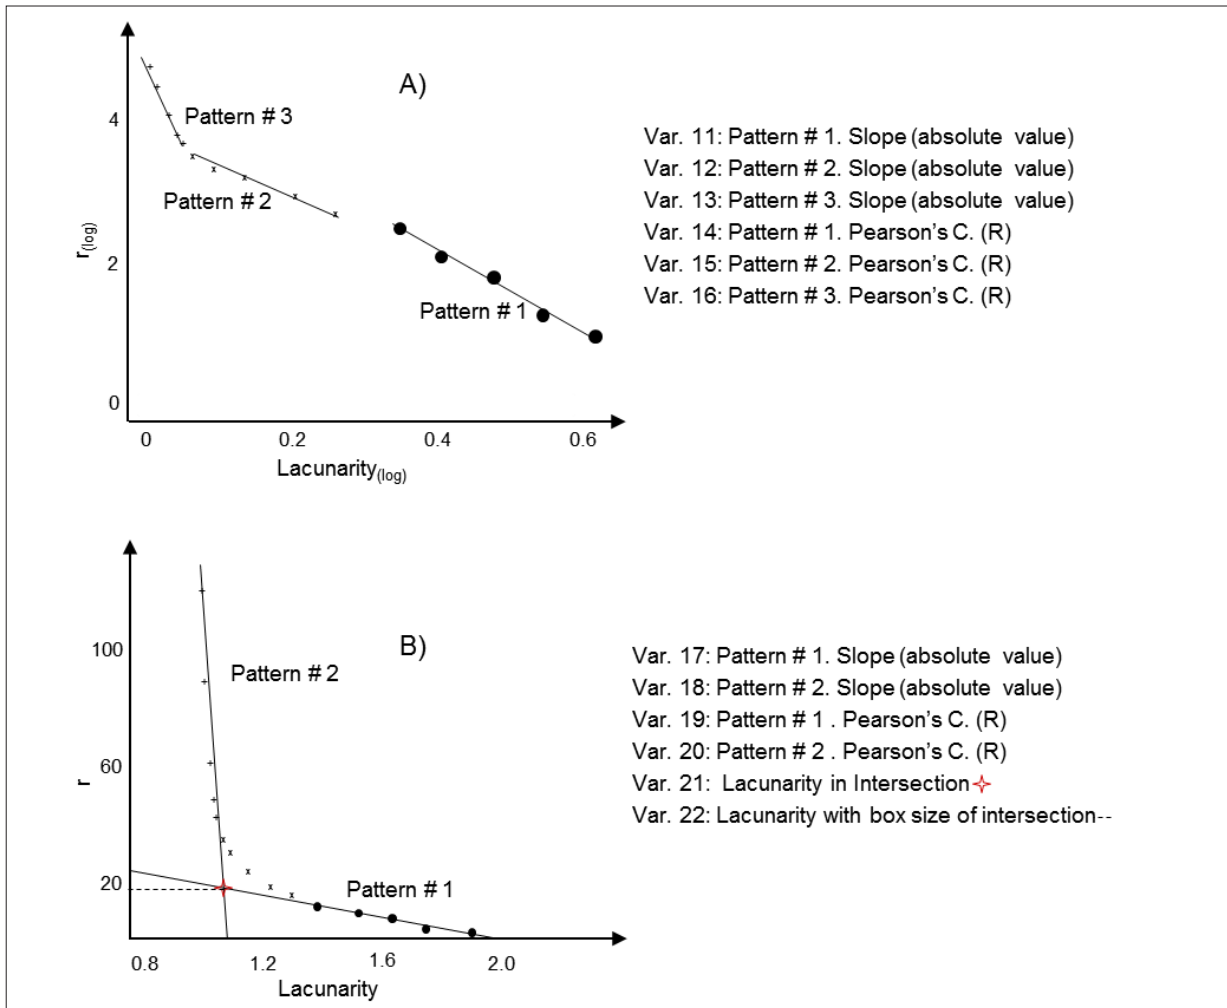 A)
4
2
0
r(log)
Pattern # 3
Pattern # 2
Pattern # 1
0 0.2 0.4 0.6
Lacunarity(log)
Var. 11: Pattern # 1. Slope (absolute value)
Var. 12: Pattern # 2. Slope (absolute value)
Var. 13: Pattern # 3. Slope (absolute value)
Var. 14: Pattern # 1. Pearson's C. (R)
Var. 15: Pattern # 2. Pearson's C. (R)
Var. 16: Pattern # 3. Pearson's C. (R)
B)
100
60
20
r
Pattern # 2
Pattern # 1
0.8 1.2 1.6 2.0
Lacunarity
Var. 17: Pattern # 1. Slope (absolute value)
Var. 18: Pattern # 2. Slope (absolute value)
Var. 19: Pattern # 1 . Pearson's C. (R)
Var. 20: Pattern # 2 . Pearson's C. (R)
Var. 21: Lacunarity in Intersection
Var. 22: Lacunarity with box size of intersection--